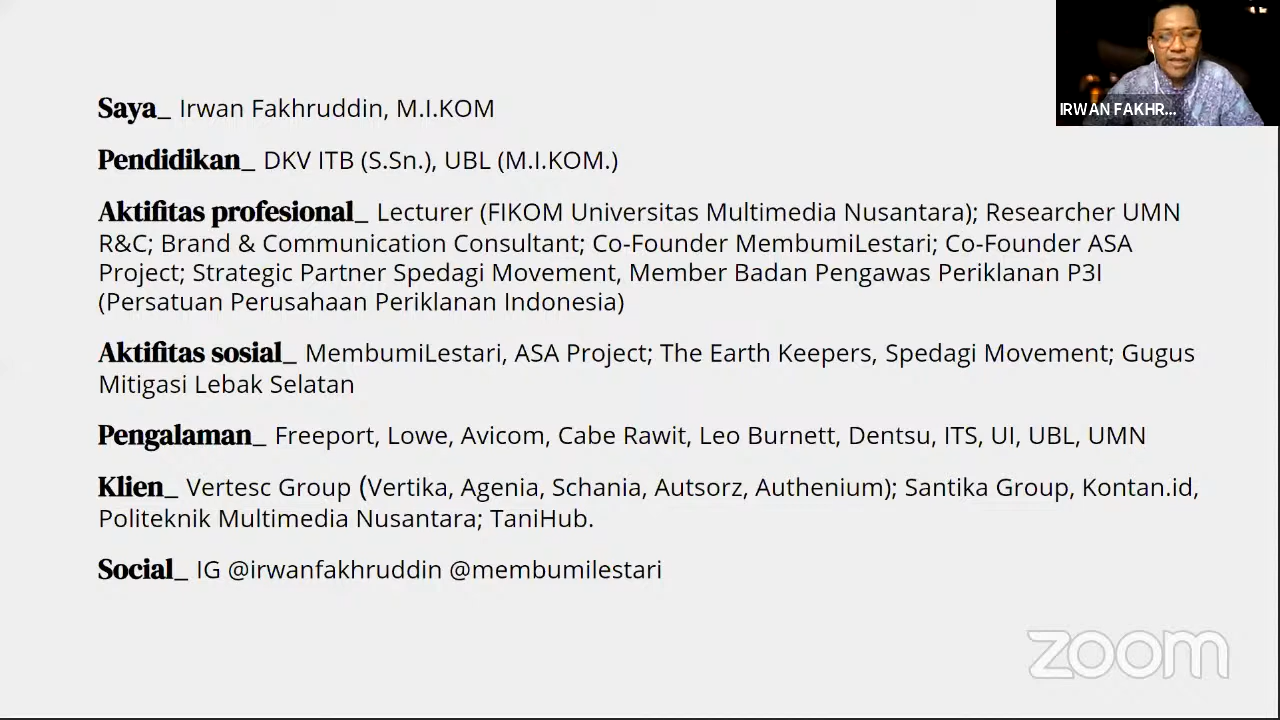 IRWAN FAKHR...
Saya_ Irwan Fakhruddin, M.I.KOM
Pendidikan_ DKV ITB (S.Sn.), UBL (M.I.KOM.)
Aktifitas profesional_ Lecturer (FIKOM Universitas Multimedia Nusantara); Researcher UMN
R&C; Brand & Communication Consultant; Co-Founder MembumiLestari; Co-Founder ASA
Project; Strategic Partner Spedagi Movement, Member Badan Pengawas Periklanan P3I
(Persatuan Perusahaan Periklanan Indonesia)
Aktifitas sosial_ MembumiLestari, ASA Project; The Earth Keepers, Spedagi Movement; Gugus
Mitigasi Lebak Selatan
Pengalaman_ Freeport, Lowe, Avicom, Cabe Rawit, Leo Burnett, Dentsu, ITS, UI, UBL, UMN
Klien_ Vertesc Group (Vertika, Agenia, Schania, Autsorz, Authenium); Santika Group, Kontan.id,
Politeknik Multimedia Nusantara; TaniHub.
Social_ IG @irwanfakhruddin @membumilestari
zoom